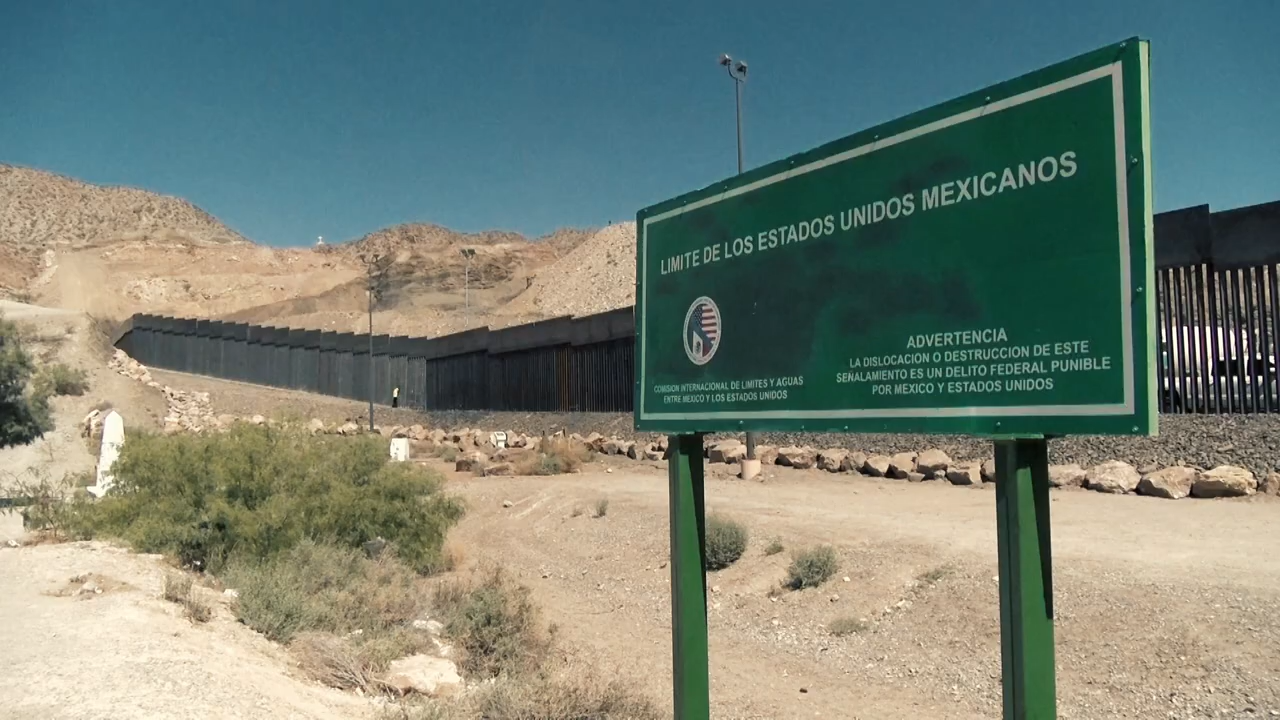 LIMITE DE LOS ESTADOS UNIDOS MEXICANOS
COMISION INTERNACIONAL DE LIMITES Y AGUAS
ENTRE MEXICO Y LOS ESTADOS UNIDOS
ADVERTENCIA
LA DISLOCACION O DESTRUCCION DE ESTE
SEÑALAMIENTO ES UN DELITO FEDERAL PUNIBLE
POR MEXICO Y ESTADOS UNIDOS